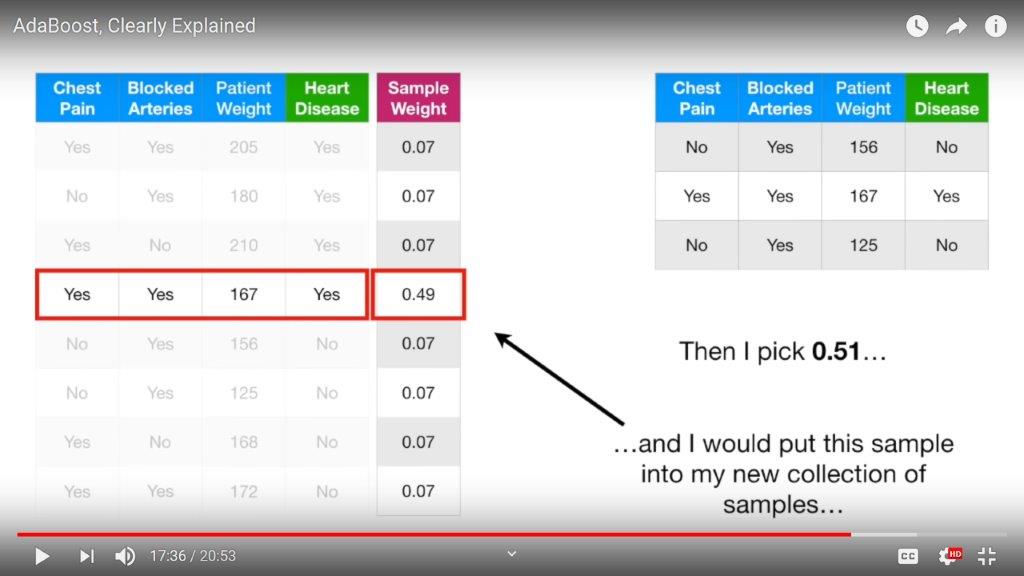 AdaBoost, Clearly Explained
Chest Pain Blocked Arteries Patient Weight Heart Disease Sample Weight
Yes Yes 205 Yes 0.07
No Yes 180 Yes 0.07
Yes No 210 Yes 0.07
Yes Yes 167 Yes 0.49
No Yes 156 No 0.07
No Yes 125 No 0.07
Yes No 168 No 0.07
Yes Yes 172 No 0.07
Chest Pain Blocked Arteries Patient Weight Heart Disease
No Yes 156 No
Yes Yes 167 Yes
No Yes 125 No
Then I pick 0.51…
…and I would put this sample
into my new collection of
samples…
17:36 / 20:53
CC
HD